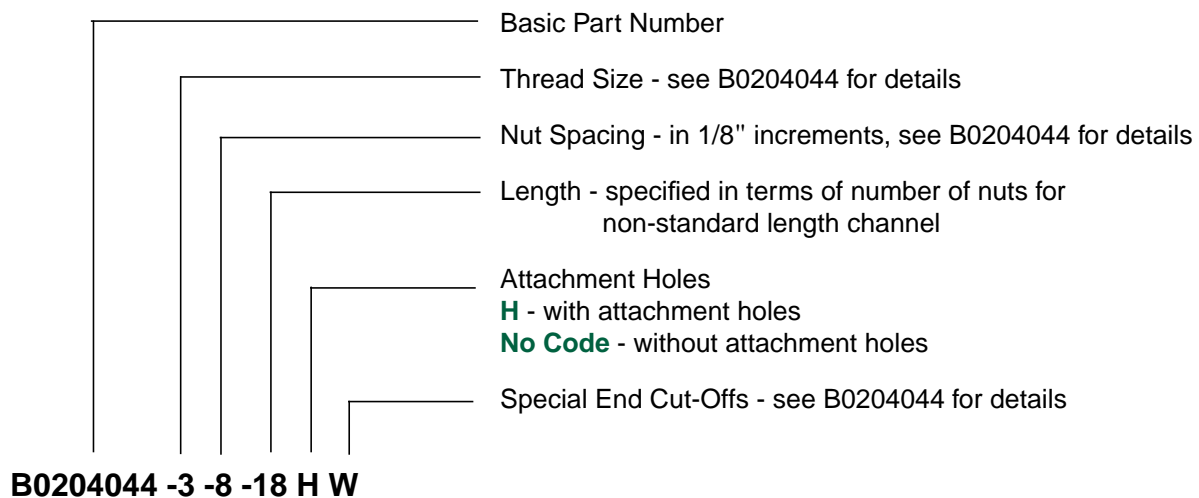 Basic Part Number
Thread Size - see B0204044 for details
Nut Spacing - in 1/8" increments, see B0204044 for details
Length - specified in terms of number of nuts for
non-standard length channel
Attachment Holes
H - with attachment holes
No Code - without attachment holes
Special End Cut-Offs - see B0204044 for details
B0204044 -3 -8 -18 H W